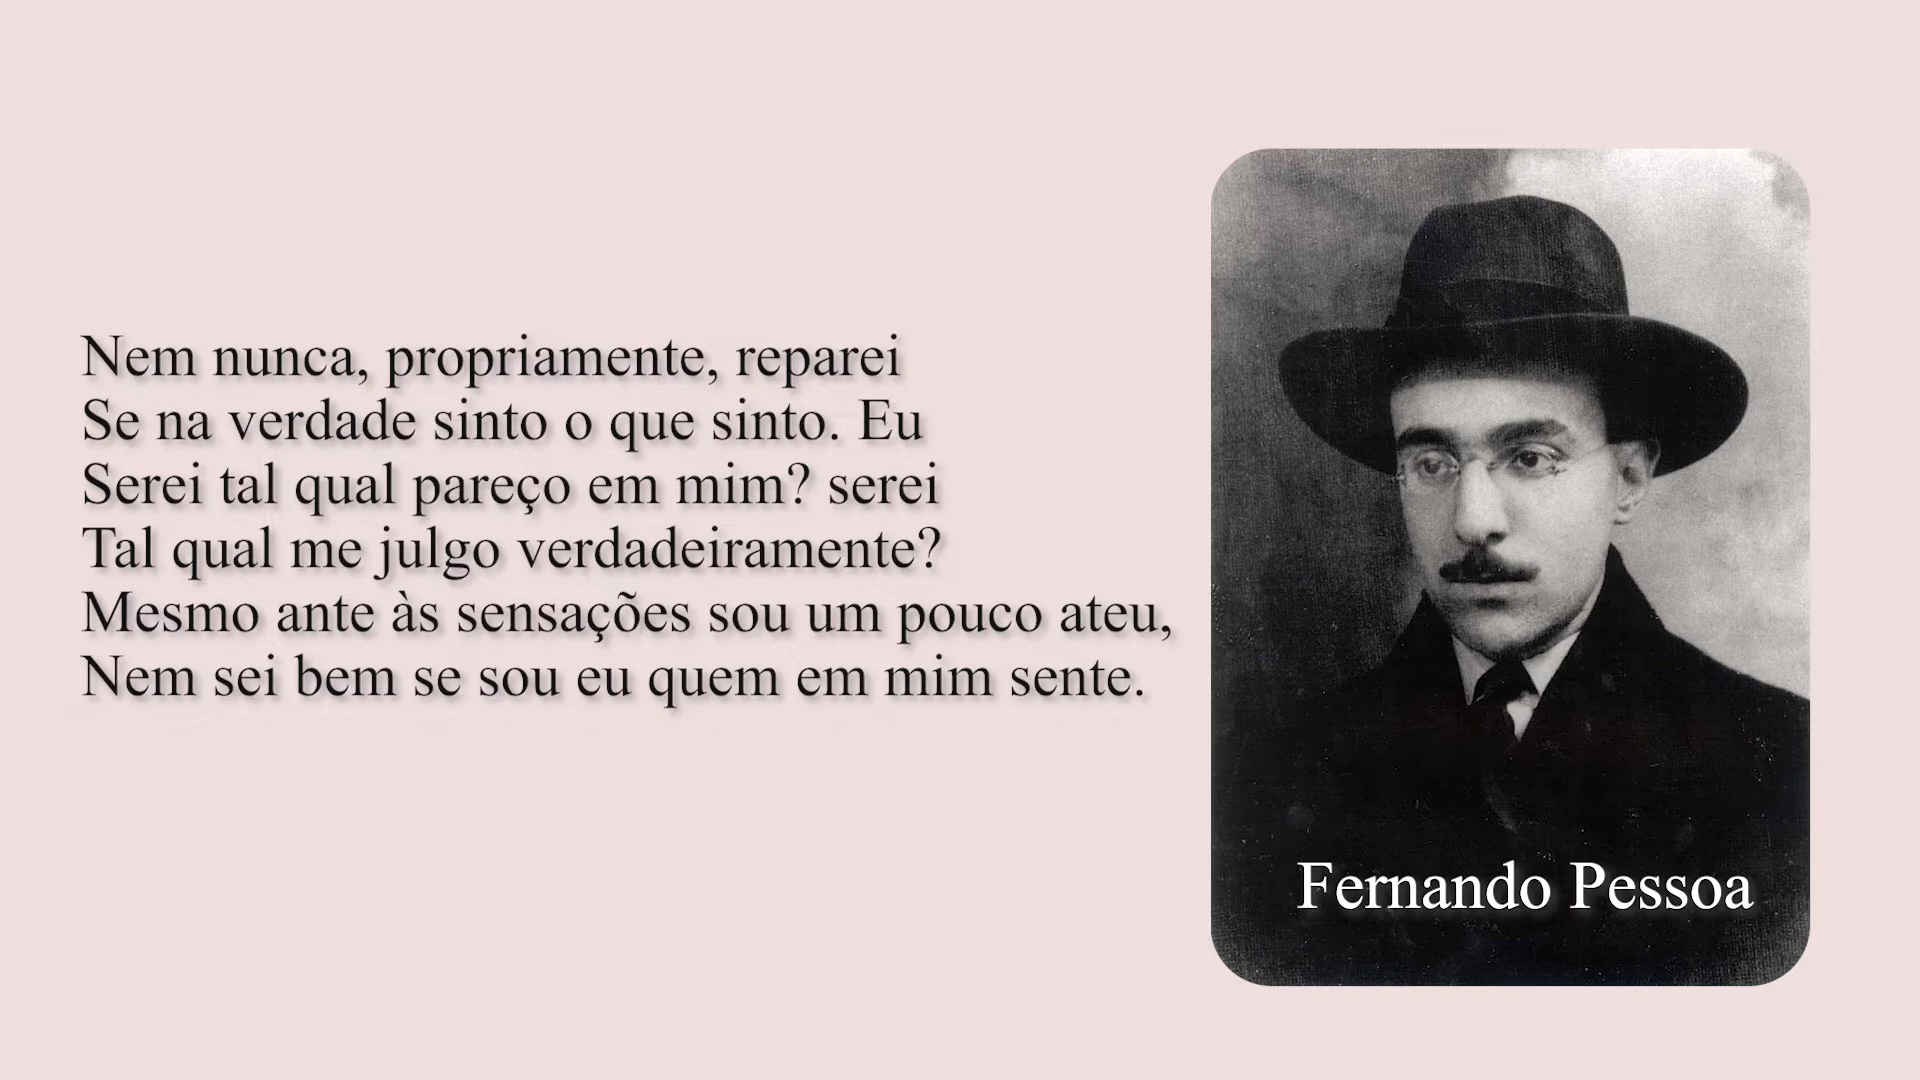 Nem nunca, propriamente, reparei
Se na verdade sinto o que sinto. Eu
Serei tal qual pareço em mim? serei
Tal qual me julgo verdadeiramente?
Mesmo ante às sensações sou um pouco ateu,
Nem sei bem se sou eu quem em mim sente.
Fernando Pessoa